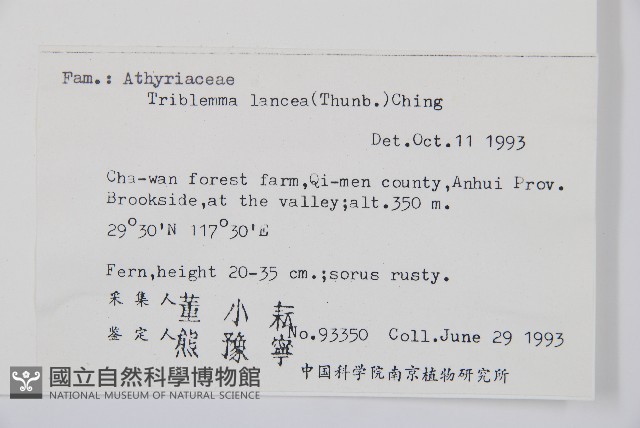 Fam.: Athyriaceae
Triblemma lancea(Thunb.)Ching
Det.Oct.11 1993
Cha-wan forest farm,Qi-men county,Anhui Prov.
Brookside,at the valley;alt.350 m.
29°30'N 117°30'E
Fern,height 20-35 cm.;sorus rusty.
采集人 董小耘
鉴定人 熊豫寧 No.93350 Coll.June 29 1993
中国科学院南京植物研究所
國立自然科學博物館
NATIONAL MUSEUM OF NATURAL SCIENCE